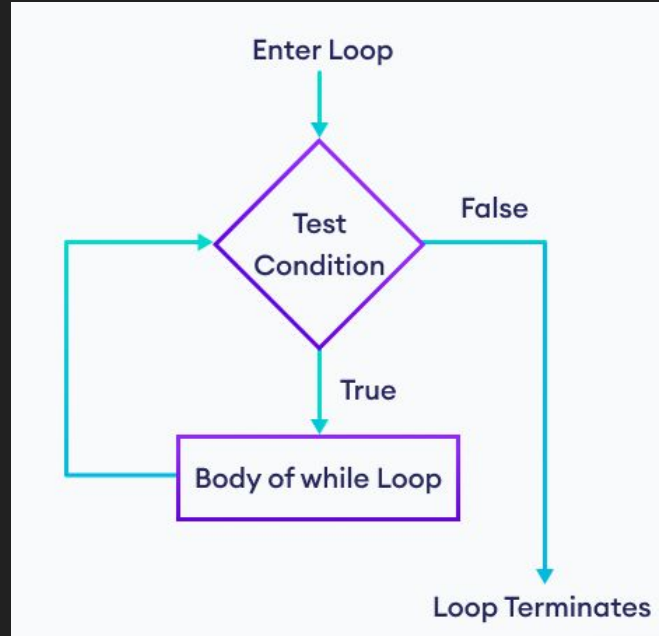 Enter Loop
Test
Condition
False
True
Body of while Loop
Loop Terminates